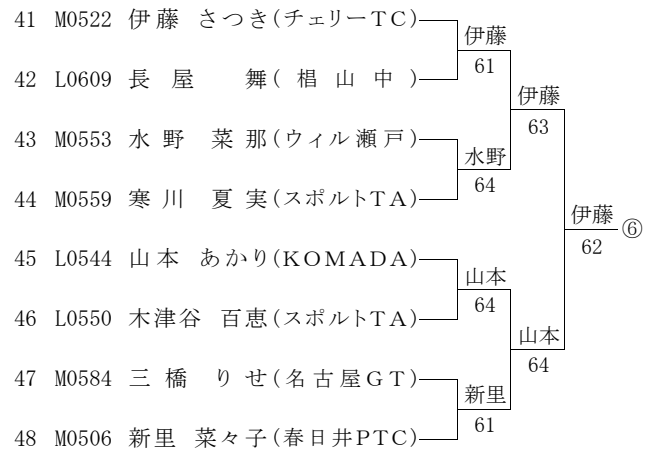 41 M0522 伊藤 さつき(チェリーTC)
伊藤
61
42 L0609 長屋 舞(椙山中)
伊藤
63
43 M0553 水野 菜那(ウィル瀬戸)
水野
64
44 M0559 寒川 夏実(スポルトTA)
伊藤
62
⑥
45 L0544 山本 あかり(KOMADA)
山本
64
46 L0550 木津谷 百恵(スポルトTA)
山本
64
47 M0584 三橋 りせ(名古屋GT)
新里
61
48 M0506 新里 菜々子(春日井PTC)